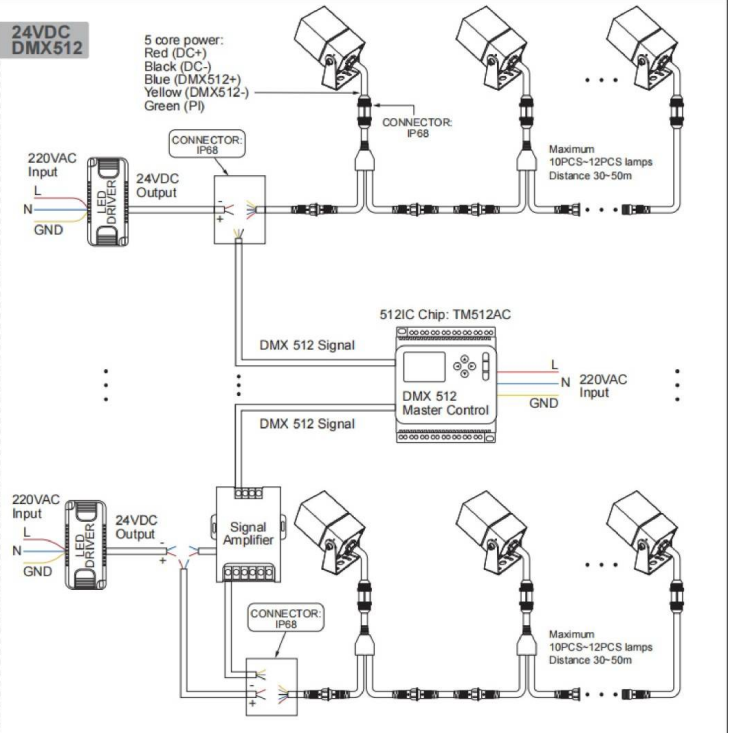 24VDC
DMX512
5 core power:
Red (DC+)
Black (DC-)
Blue (DMX512+)
Yellow (DMX512-)
Green (PI)
CONNECTOR:
IP68
CONNECTOR:
IP68
Maximum
10PCS~12PCS lamps
Distance 30~50m
220VAC
Input
L
N
GND
LED
DRIVER
24VDC
Output
-
+
512IC Chip: TM512AC
DMX 512 Signal
DMX 512
Master Control
L
N
GND
220VAC
Input
DMX 512 Signal
220VAC
Input
L
N
GND
LED
DRIVER
24VDC
Output
-
+
Signal
Amplifier
CONNECTOR:
IP68
-
+
Maximum
10PCS~12PCS lamps
Distance 30~50m